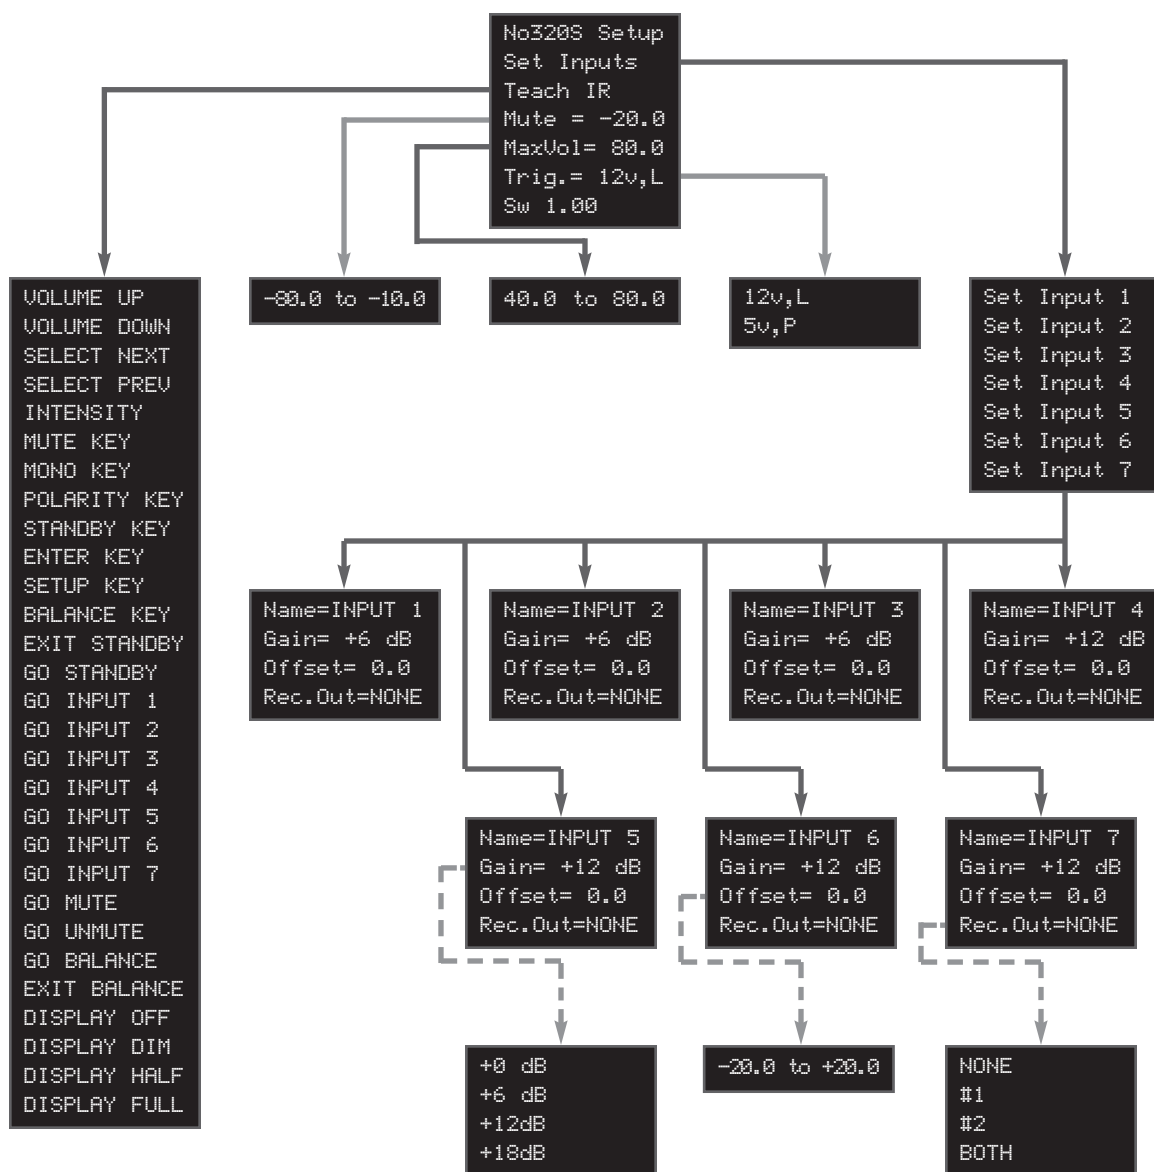 No320S Setup
Set Inputs
Teach IR
Mute = -20.0
MaxVol= 80.0
Trig.= 12v,L
Sw 1.00
VOLUME UP
VOLUME DOWN
SELECT NEXT
SELECT PREV
INTENSITY
MUTE KEY
MONO KEY
POLARITY KEY
STANDBY KEY
ENTER KEY
SETUP KEY
BALANCE KEY
EXIT STANDBY
GO STANDBY
GO INPUT 1
GO INPUT 2
GO INPUT 3
GO INPUT 4
GO INPUT 5
GO INPUT 6
GO INPUT 7
GO MUTE
GO UNMUTE
GO BALANCE
EXIT BALANCE
DISPLAY OFF
DISPLAY DIM
DISPLAY HALF
DISPLAY FULL
-80.0 to -10.0
40.0 to 80.0
12v,L
5v,P
Set Input 1
Set Input 2
Set Input 3
Set Input 4
Set Input 5
Set Input 6
Set Input 7
Name=INPUT 1
Gain= +6 dB
Offset= 0.0
Rec.Out=NONE
Name=INPUT 2
Gain= +6 dB
Offset= 0.0
Rec.Out=NONE
Name=INPUT 3
Gain= +6 dB
Offset= 0.0
Rec.Out=NONE
Name=INPUT 4
Gain= +12 dB
Offset= 0.0
Rec.Out=NONE
Name=INPUT 5
Gain= +12 dB
Offset= 0.0
Rec.Out=NONE
Name=INPUT 6
Gain= +12 dB
Offset= 0.0
Rec.Out=NONE
Name=INPUT 7
Gain= +12 dB
Offset= 0.0
Rec.Out=NONE
+0 dB
+6 dB
+12dB
+18dB
-20.0 to +20.0
NONE
#1
#2
BOTH